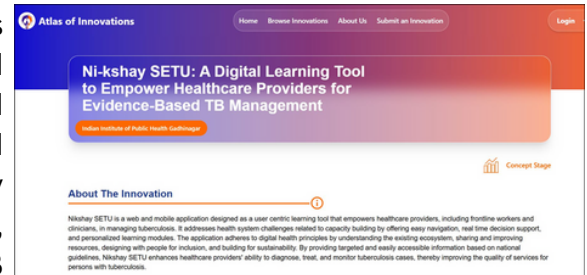 Atlas of Innovations
Home Browse Innovations About Us Submit an Innovation
Login
Ni-kshay SETU: A Digital Learning Tool
to Empower Healthcare Providers for
Evidence-Based TB Management
Indian Institute of Public Health Gadhinagar
Concept Stage
About The Innovation
Nikshay SETU is a web and mobile application designed as a user centric learning tool that empowers healthcare providers, including frontline workers and
clinicians, in managing tuberculosis. It addresses health system challenges related to capacity building by offering easy navigation, real time decision support,
and personalized learning modules. The application adheres to digital health principles by understanding the existing ecosystem, sharing and improving
resources, designing with people for inclusion, and building for sustainability. By providing targeted and easily accessible information based on national
guidelines, Nikshay SETU enhances healthcare providers' ability to diagnose, treat, and monitor tuberculosis cases, thereby improving the quality of services for
persons with tuberculosis.